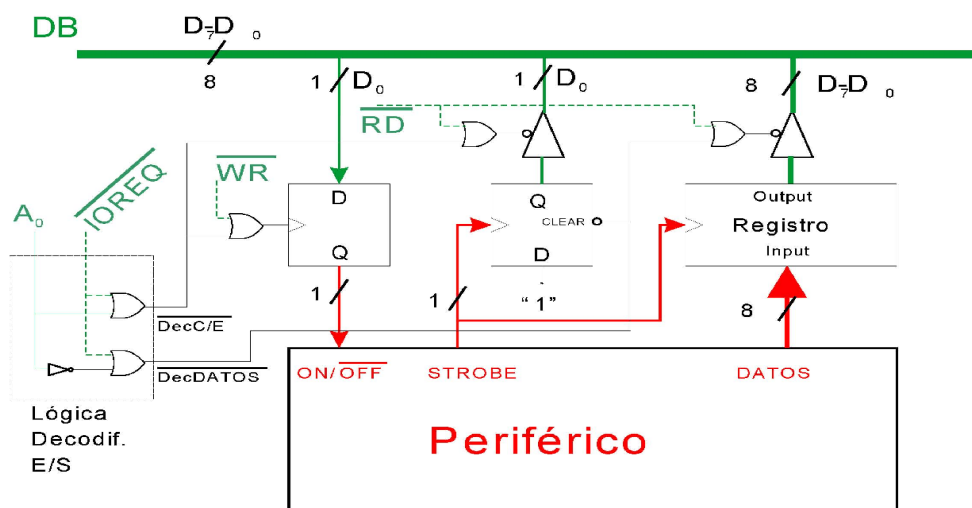 DB
D7-D0
8
1
D0
1
D0
8
D7-D0
RD
WR
IOREQ
A0
D
Q
Q
CLEAR
D
"1"
Output
Registro
Input
1
1
8
DecC/E
DecDATOS
Lógica
Decodif.
E/S
ON/OFF
STROBE
DATOS
Periférico